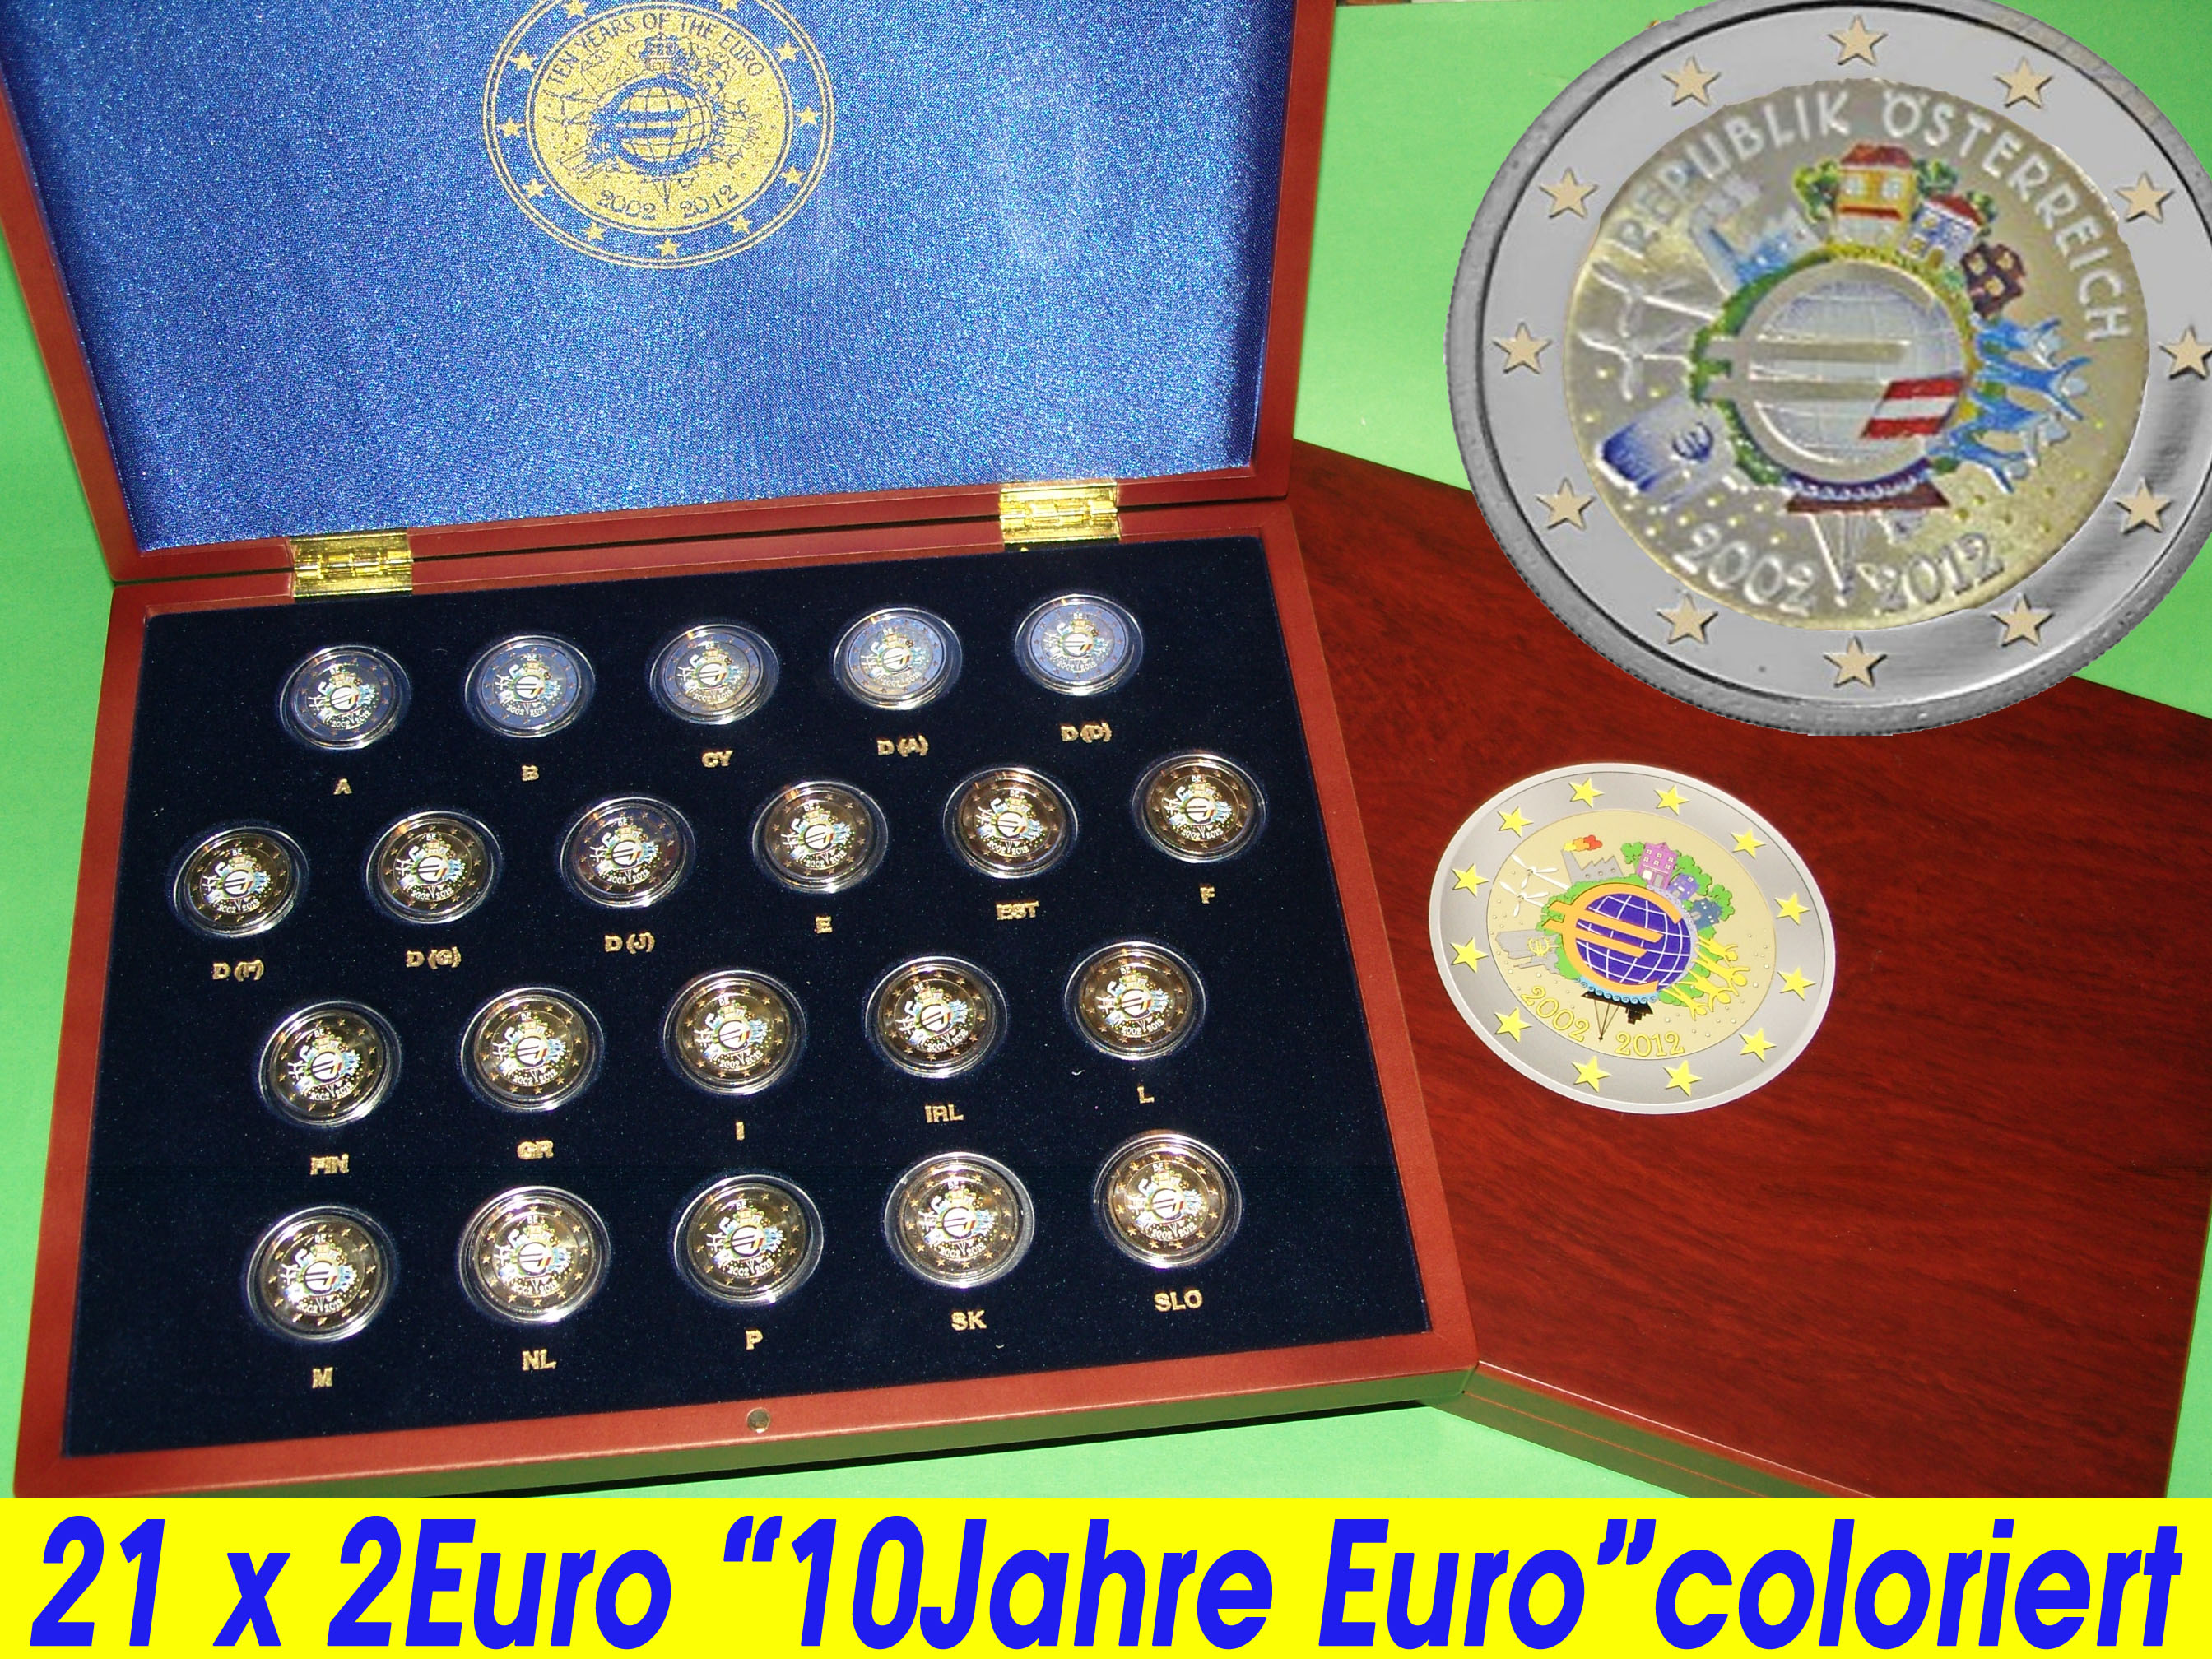 TEN YEARS OF THE EURO
2002 2012
REPUBLIK ÖSTERREICH
2002 2012
A
B
CY
D (A)
D (D)
D (F)
D (G)
D (J)
E
EST
F
FIN
GR
I
IRL
L
M
NL
P
SK
SLO
2002 2012
21 x 2Euro “10Jahre Euro”coloriert